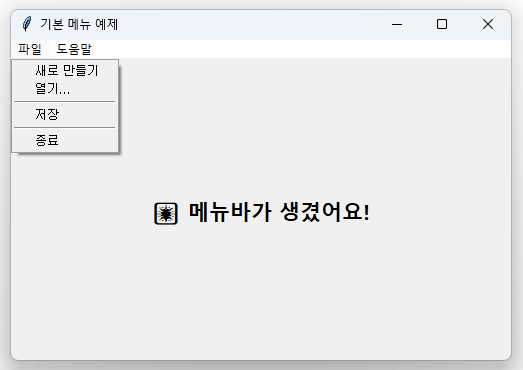 기본 메뉴 예제
파일 도움말
새로 만들기
열기...
저장
종료
메뉴바가 생겼어요!